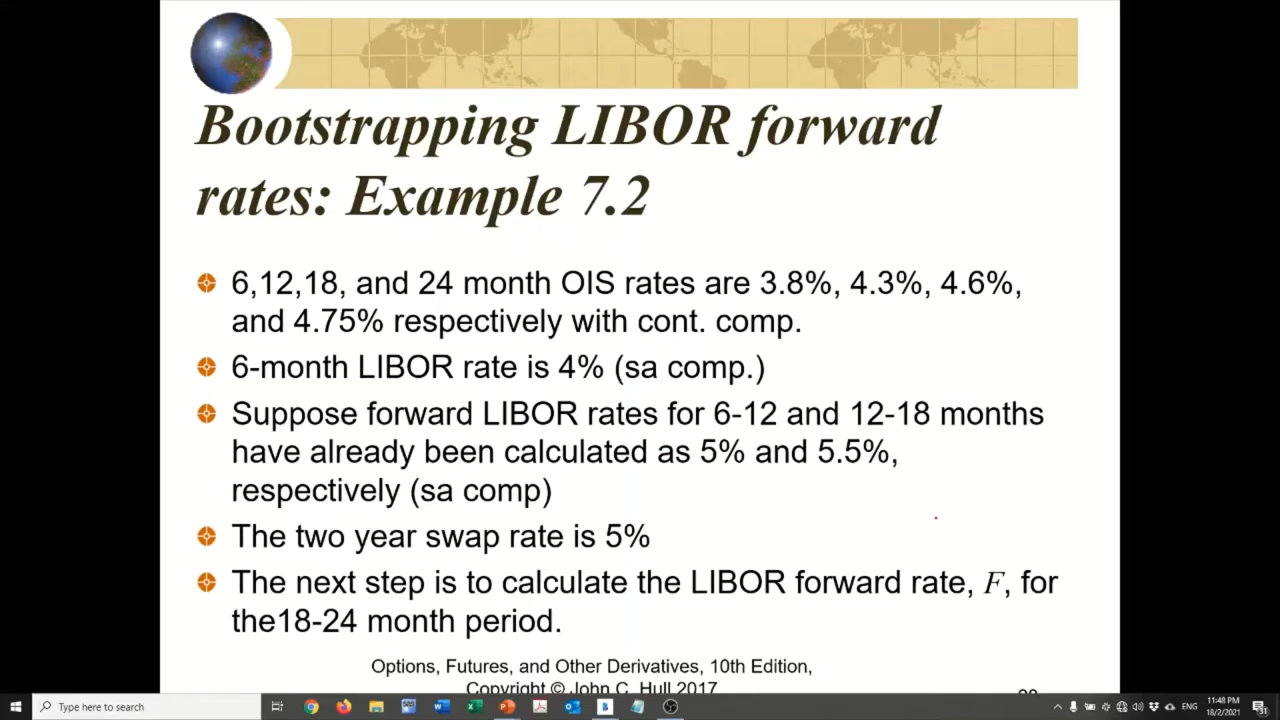 Bootstrapping LIBOR forward
rates: Example 7.2
6,12,18, and 24 month OIS rates are 3.8%, 4.3%, 4.6%,
and 4.75% respectively with cont. comp.
6-month LIBOR rate is 4% (sa comp.)
Suppose forward LIBOR rates for 6-12 and 12-18 months
have already been calculated as 5% and 5.5%,
respectively (sa comp)
The two year swap rate is 5%
The next step is to calculate the LIBOR forward rate, F, for
the18-24 month period.
Options, Futures, and Other Derivatives, 10th Edition,
Copyright © John C. Hull 2017
Type here to search
ENG
11:48 PM
18/2/2021